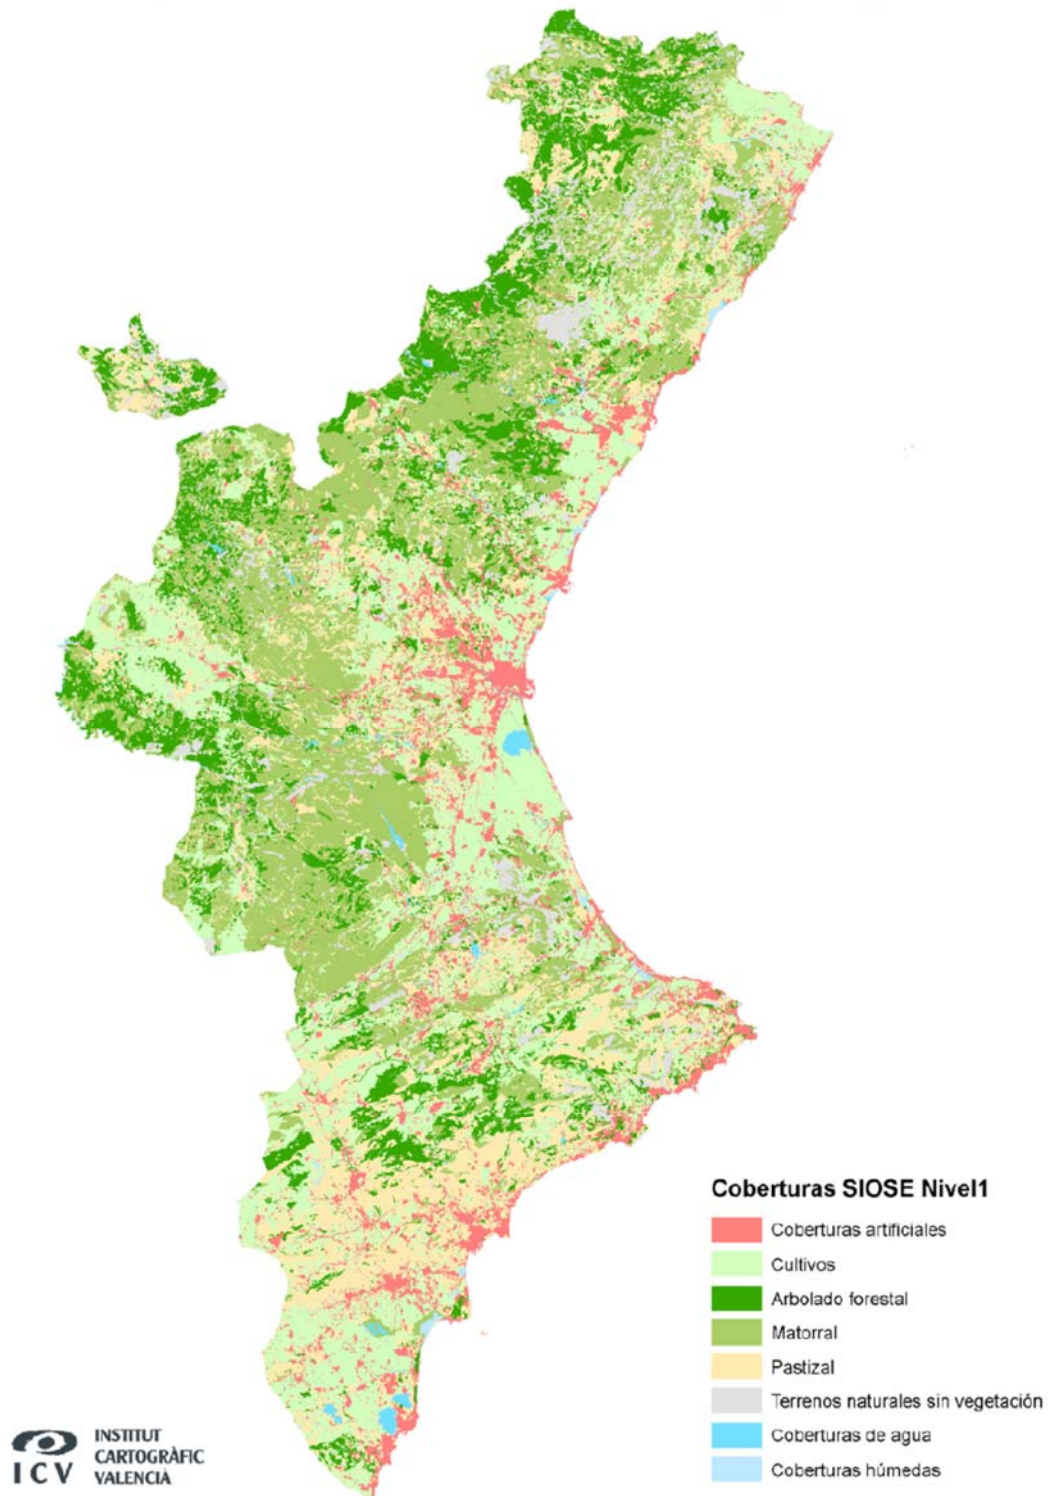 Coberturas SIOSE Nivel1
Coberturas artificiales
Cultivos
Arbolado forestal
Matorral
Pastizal
Terrenos naturales sin vegetación
Coberturas de agua
Coberturas húmedas
ICV
INSTITUT
CARTOGRÀFIC
VALENCIÀ